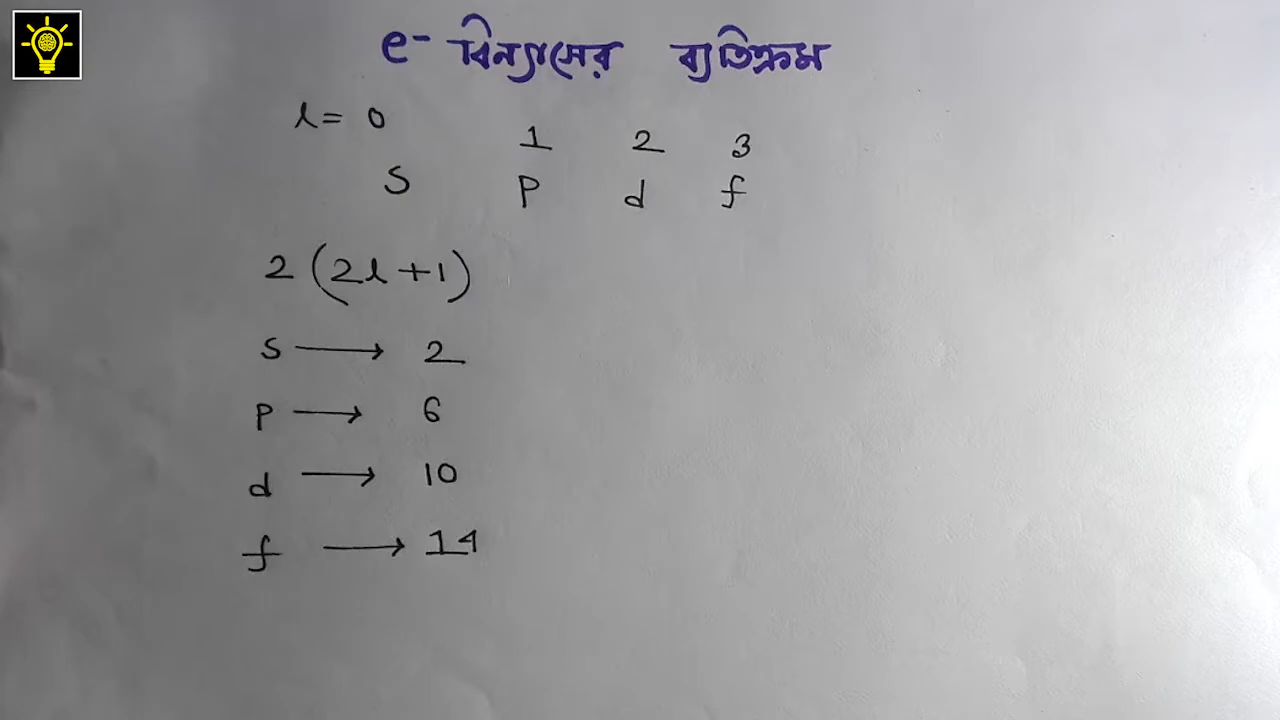 e- বিন্যাসের ব্যতিক্রম
l = 0 1 2 3
S P d f
2 (2l+1)
S → 2
P → 6
d → 10
f → 14